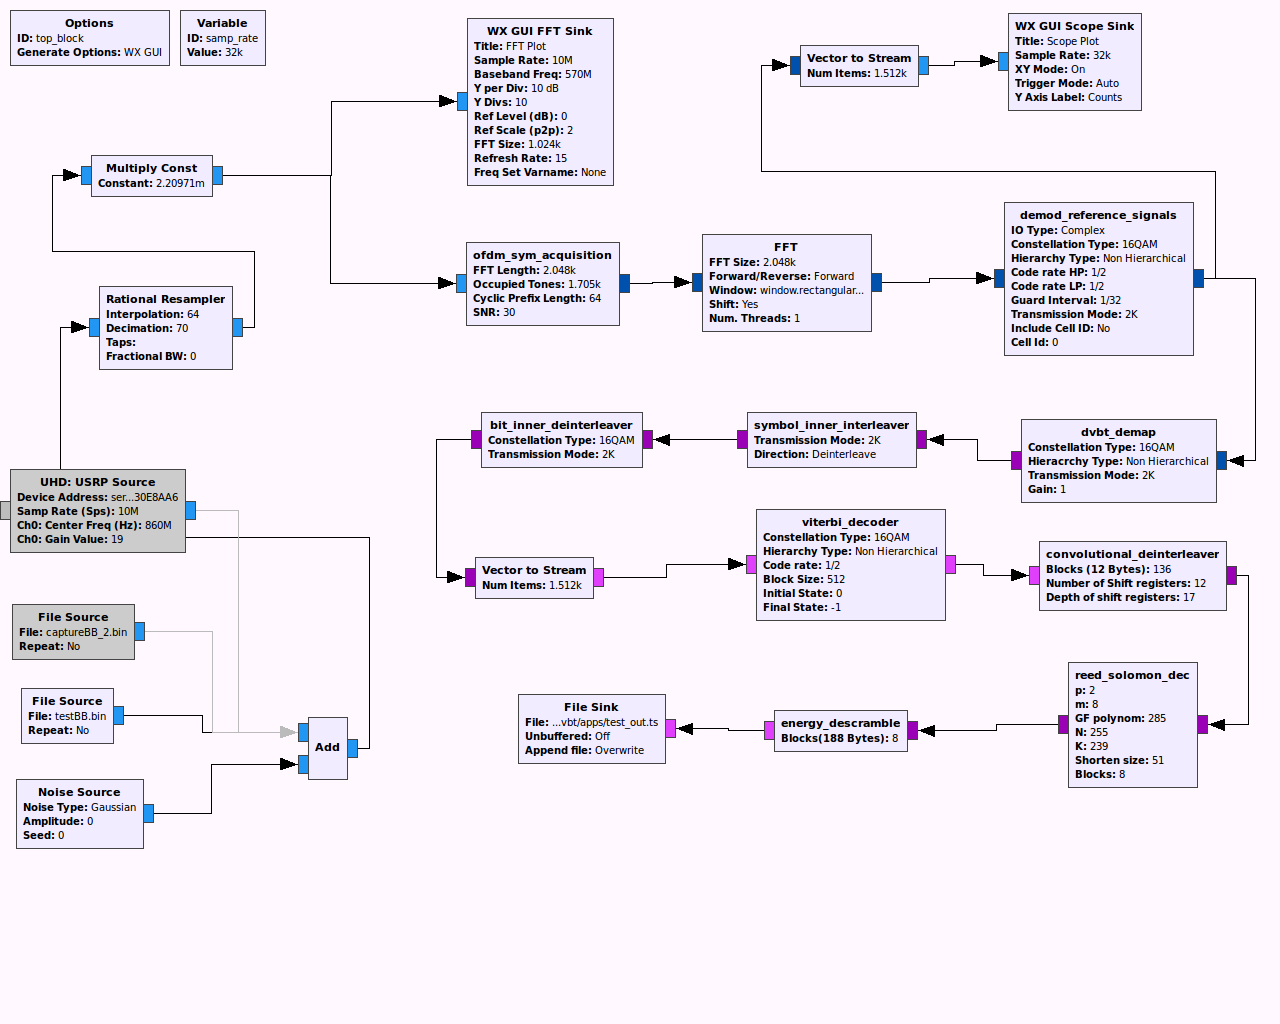 Options
ID: top_block
Generate Options: WX GUI
Variable
ID: samp_rate
Value: 32k
WX GUI FFT Sink
Title: FFT Plot
Sample Rate: 10M
Baseband Freq: 570M
Y per Div: 10 dB
Y Divs: 10
Ref Level (dB): 0
Ref Scale (p2p): 2
FFT Size: 1.024k
Refresh Rate: 15
Freq Set Varname: None
Vector to Stream
Num Items: 1.512k
WX GUI Scope Sink
Title: Scope Plot
Sample Rate: 32k
XY Mode: On
Trigger Mode: Auto
Y Axis Label: Counts
Multiply Const
Constant: 2.20971m
ofdm_sym_acquisition
FFT Length: 2.048k
Occupied Tones: 1.705k
Cyclic Prefix Length: 64
SNR: 30
FFT
FFT Size: 2.048k
Forward/Reverse: Forward
Window: window.rectangular...
Shift: Yes
Num. Threads: 1
demod_reference_signals
IO Type: Complex
Constellation Type: 16QAM
Hierarchy Type: Non Hierarchical
Code rate HP: 1/2
Code rate LP: 1/2
Guard Interval: 1/32
Transmission Mode: 2K
Include Cell ID: No
Cell Id: 0
Rational Resampler
Interpolation: 64
Decimation: 70
Taps:
Fractional BW: 0
bit_inner_deinterleaver
Constellation Type: 16QAM
Transmission Mode: 2K
symbol_inner_interleaver
Transmission Mode: 2K
Direction: Deinterleave
dvbt_demap
Constellation Type: 16QAM
Hieracrchy Type: Non Hierarchical
Transmission Mode: 2K
Gain: 1
UHD: USRP Source
Device Address: ser...30E8AA6
Samp Rate (Sps): 10M
Ch0: Center Freq (Hz): 860M
Ch0: Gain Value: 19
Vector to Stream
Num Items: 1.512k
viterbi_decoder
Constellation Type: 16QAM
Hierarchy Type: Non Hierarchical
Code rate: 1/2
Block Size: 512
Initial State: 0
Final State: -1
convolutional_deinterleaver
Blocks (12 Bytes): 136
Number of Shift registers: 12
Depth of shift registers: 17
File Source
File: captureBB_2.bin
Repeat: No
File Source
File: testBB.bin
Repeat: No
Add
File Sink
File: ...vbt/apps/test_out.ts
Unbuffered: Off
Append file: Overwrite
energy_descramble
Blocks(188 Bytes): 8
reed_solomon_dec
p: 2
m: 8
GF polynom: 285
N: 255
K: 239
Shorten size: 51
Blocks: 8
Noise Source
Noise Type: Gaussian
Amplitude: 0
Seed: 0